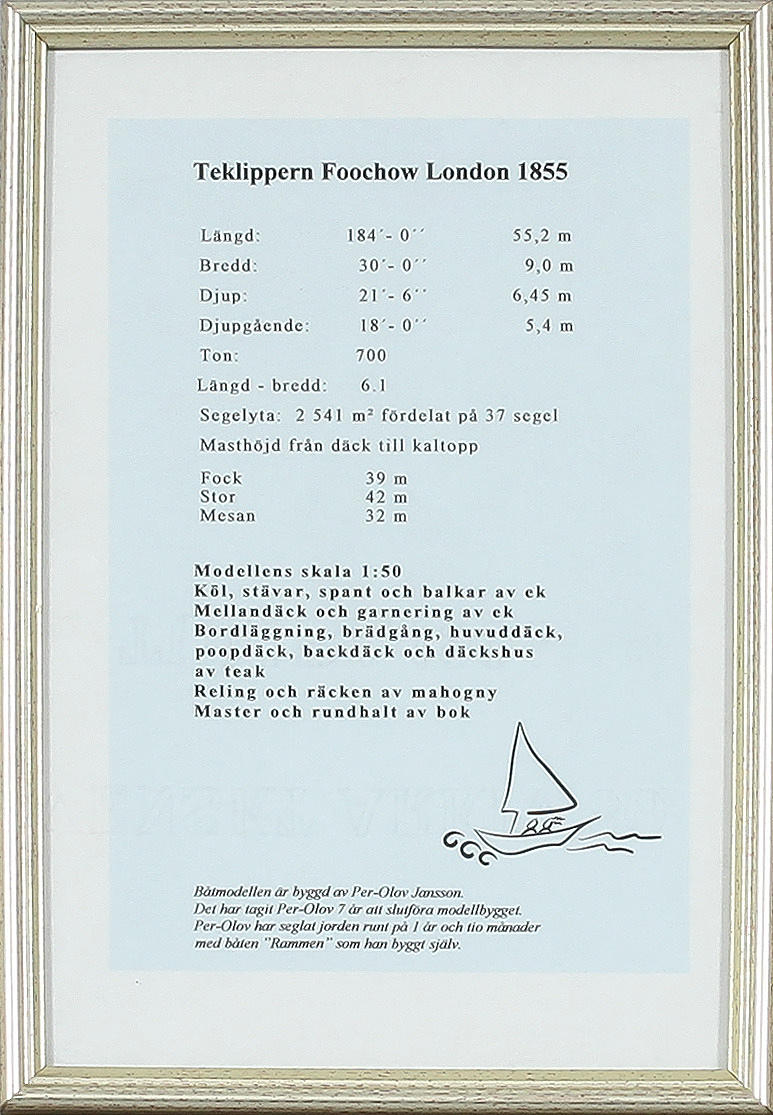 Teklippern Foochow London 1855
Längd: 184´- 0´´ 55,2 m
Bredd: 30´- 0´´ 9,0 m
Djup: 21´- 6´´ 6,45 m
Djupgående: 18´- 0´´ 5,4 m
Ton: 700
Längd - bredd: 6.1
Segelyta: 2 541 m² fördelat på 37 segel
Masthöjd från däck till kaltopp
Fock 39 m
Stor 42 m
Mesan 32 m
Modellens skala 1:50
Köl, stävar, spant och balkar av ek
Mellandäck och garnering av ek
Bordläggning, brädgång, huvuddäck,
poopdäck, backdäck och däckshus
av teak
Reling och räcken av mahogny
Master och rundhalt av bok
Båtmodellen är byggd av Per-Olov Jansson.
Det har tagit Per-Olov 7 år att slutföra modellbygget.
Per-Olov har seglat jorden runt på 1 år och tio månader
med båten "Rammen" som han byggt själv.